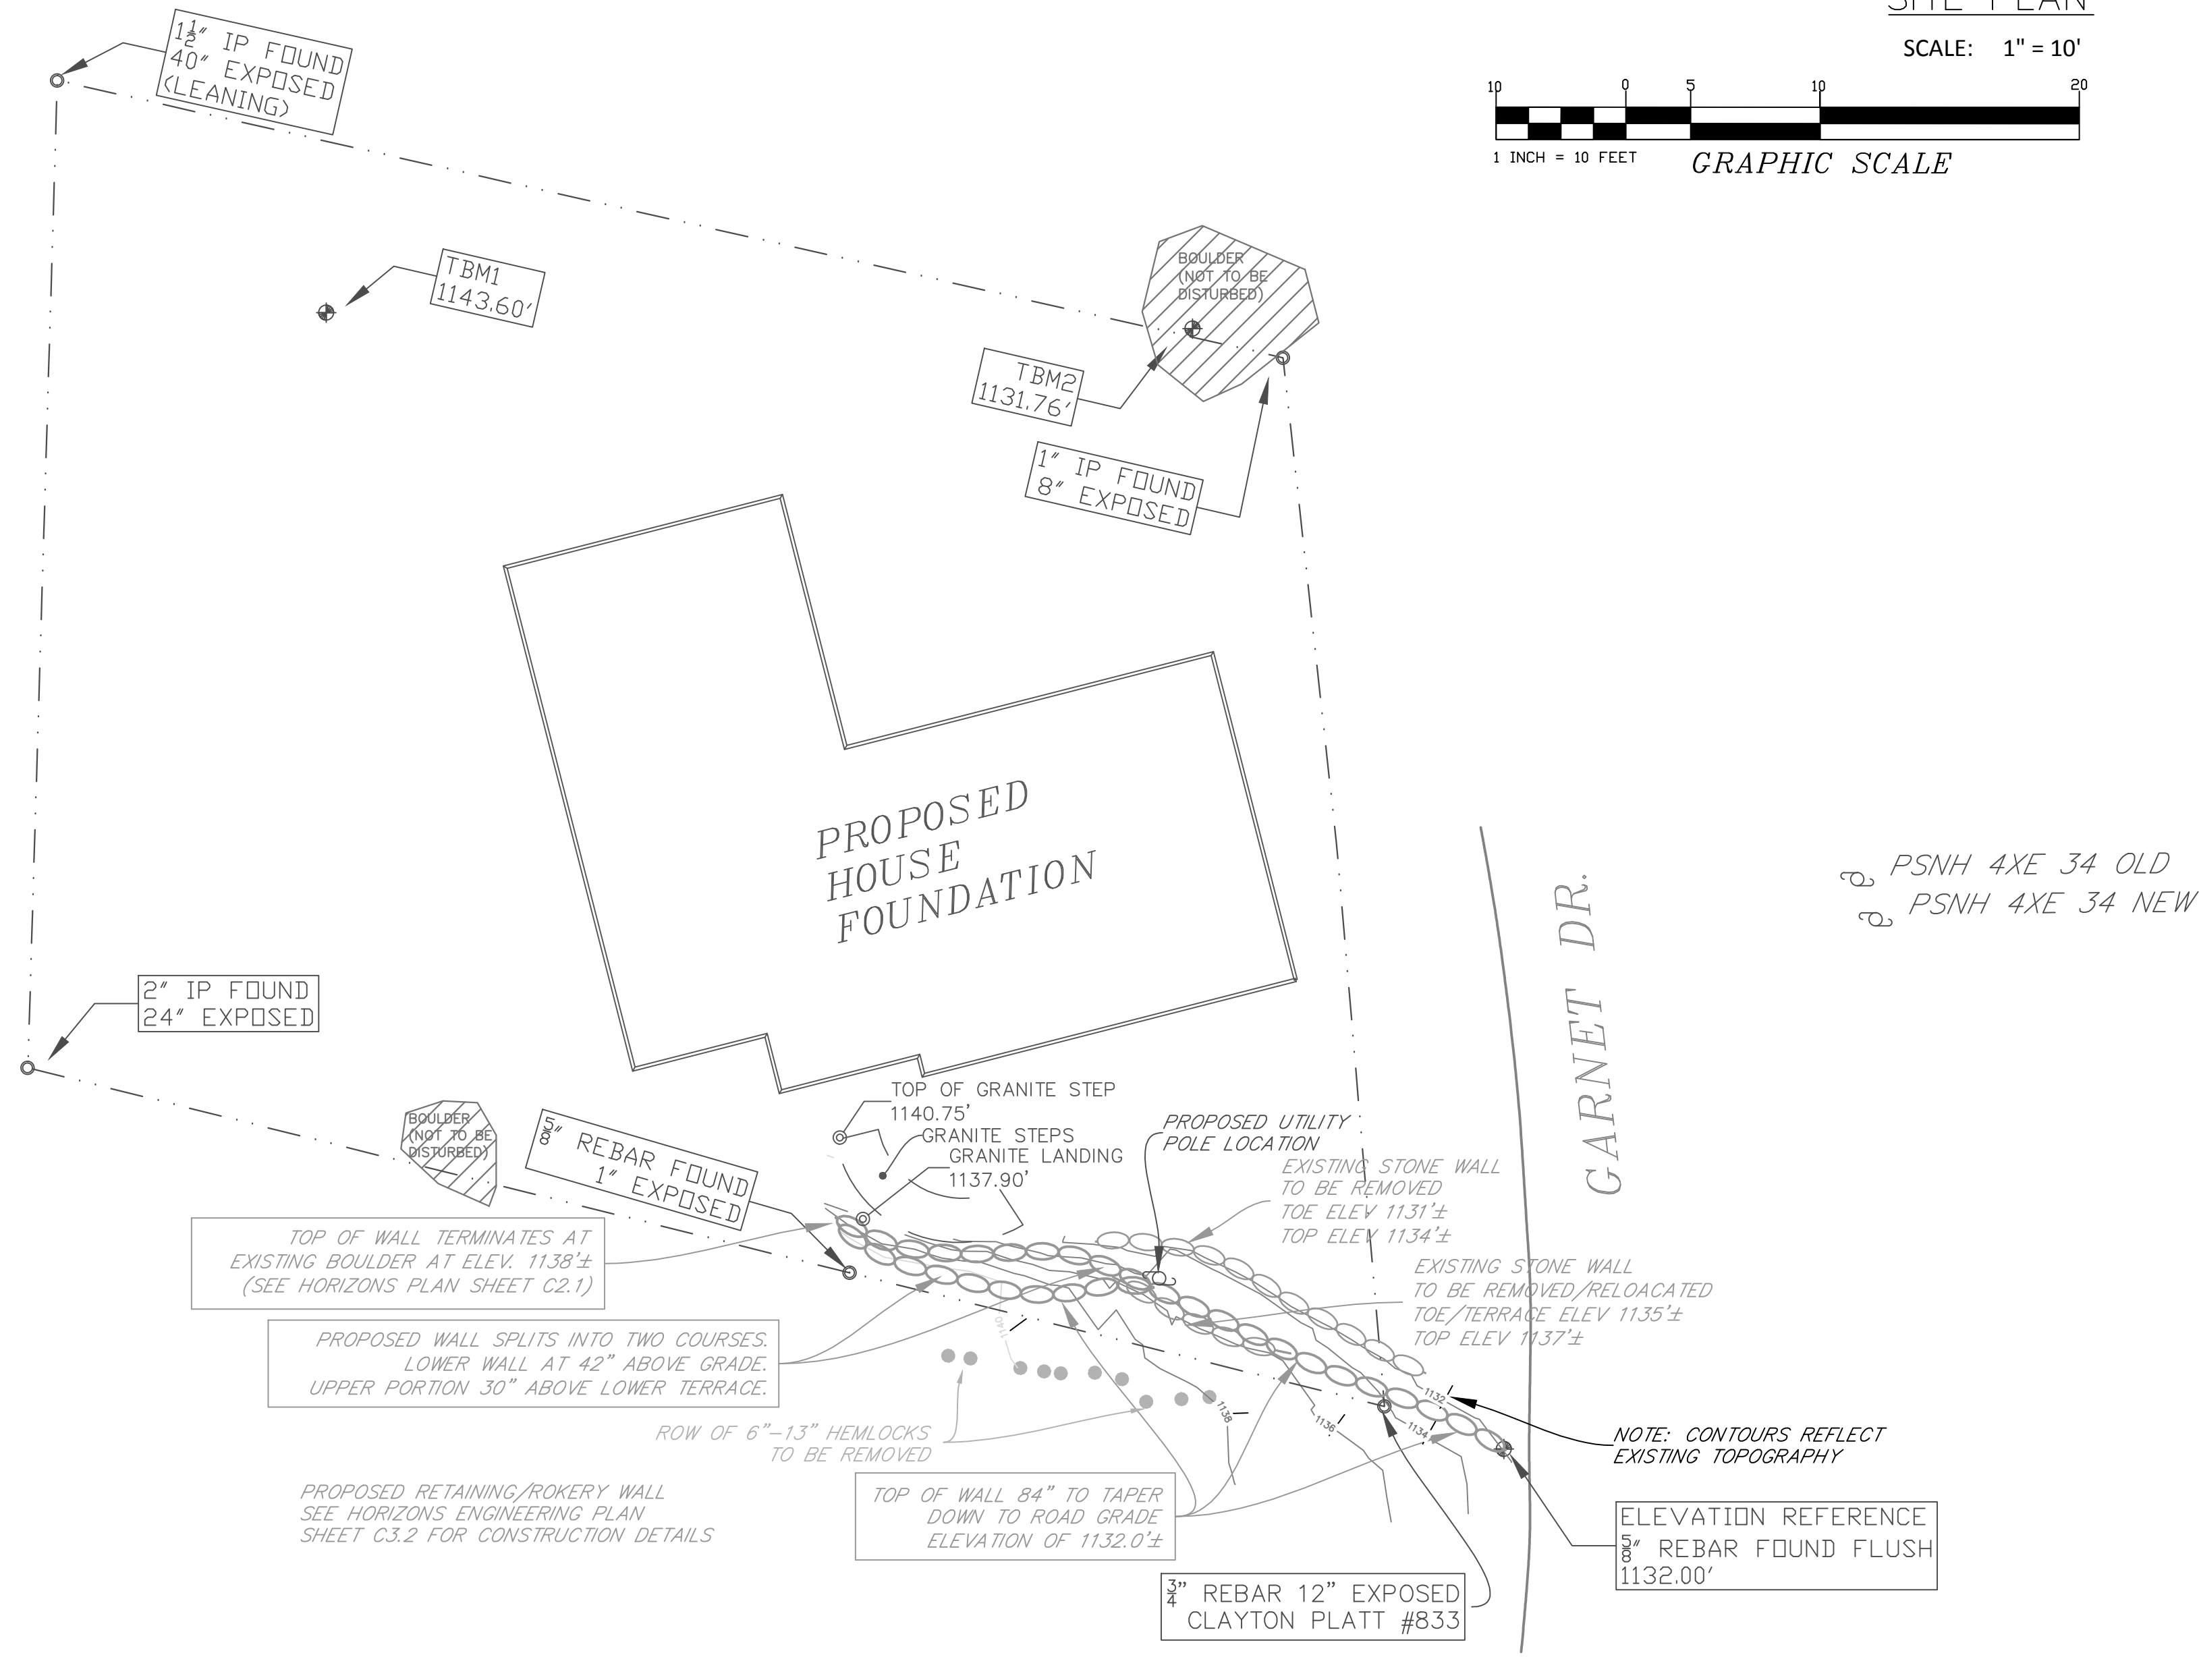 SITE PLAN
SCALE: 1" = 10'
10 0 5 10 20
1 INCH = 10 FEET
GRAPHIC SCALE
1½" IP FOUND
40" EXPOSED
(LEANING)
TBM1
1143.60'
BOULDER
(NOT TO BE
DISTURBED)
TBM2
1131.76'
1" IP FOUND
8" EXPOSED
PROPOSED
HOUSE
FOUNDATION
GARNET DR.
PSNH 4XE 34 OLD
PSNH 4XE 34 NEW
2" IP FOUND
24" EXPOSED
BOULDER
(NOT TO BE
DISTURBED)
⅝" REBAR FOUND
1" EXPOSED
TOP OF GRANITE STEP
1140.75'
GRANITE STEPS
GRANITE LANDING
1137.90'
PROPOSED UTILITY
POLE LOCATION
EXISTING STONE WALL
TO BE REMOVED
TOE ELEV 1131'±
TOP ELEV 1134'±
EXISTING STONE WALL
TO BE REMOVED/RELOACATED
TOE/TERRACE ELEV 1135'±
TOP ELEV 1137'±
TOP OF WALL TERMINATES AT
EXISTING BOULDER AT ELEV. 1138'±
(SEE HORIZONS PLAN SHEET C2.1)
PROPOSED WALL SPLITS INTO TWO COURSES.
LOWER WALL AT 42" ABOVE GRADE.
UPPER PORTION 30" ABOVE LOWER TERRACE.
1140
1138
1136
1134
1132
ROW OF 6"-13" HEMLOCKS
TO BE REMOVED
NOTE: CONTOURS REFLECT
EXISTING TOPOGRAPHY
PROPOSED RETAINING/ROKERY WALL
SEE HORIZONS ENGINEERING PLAN
SHEET C3.2 FOR CONSTRUCTION DETAILS
TOP OF WALL 84" TO TAPER
DOWN TO ROAD GRADE
ELEVATION OF 1132.0'±
ELEVATION REFERENCE
⅝" REBAR FOUND FLUSH
1132.00'
¾" REBAR 12" EXPOSED
CLAYTON PLATT #833